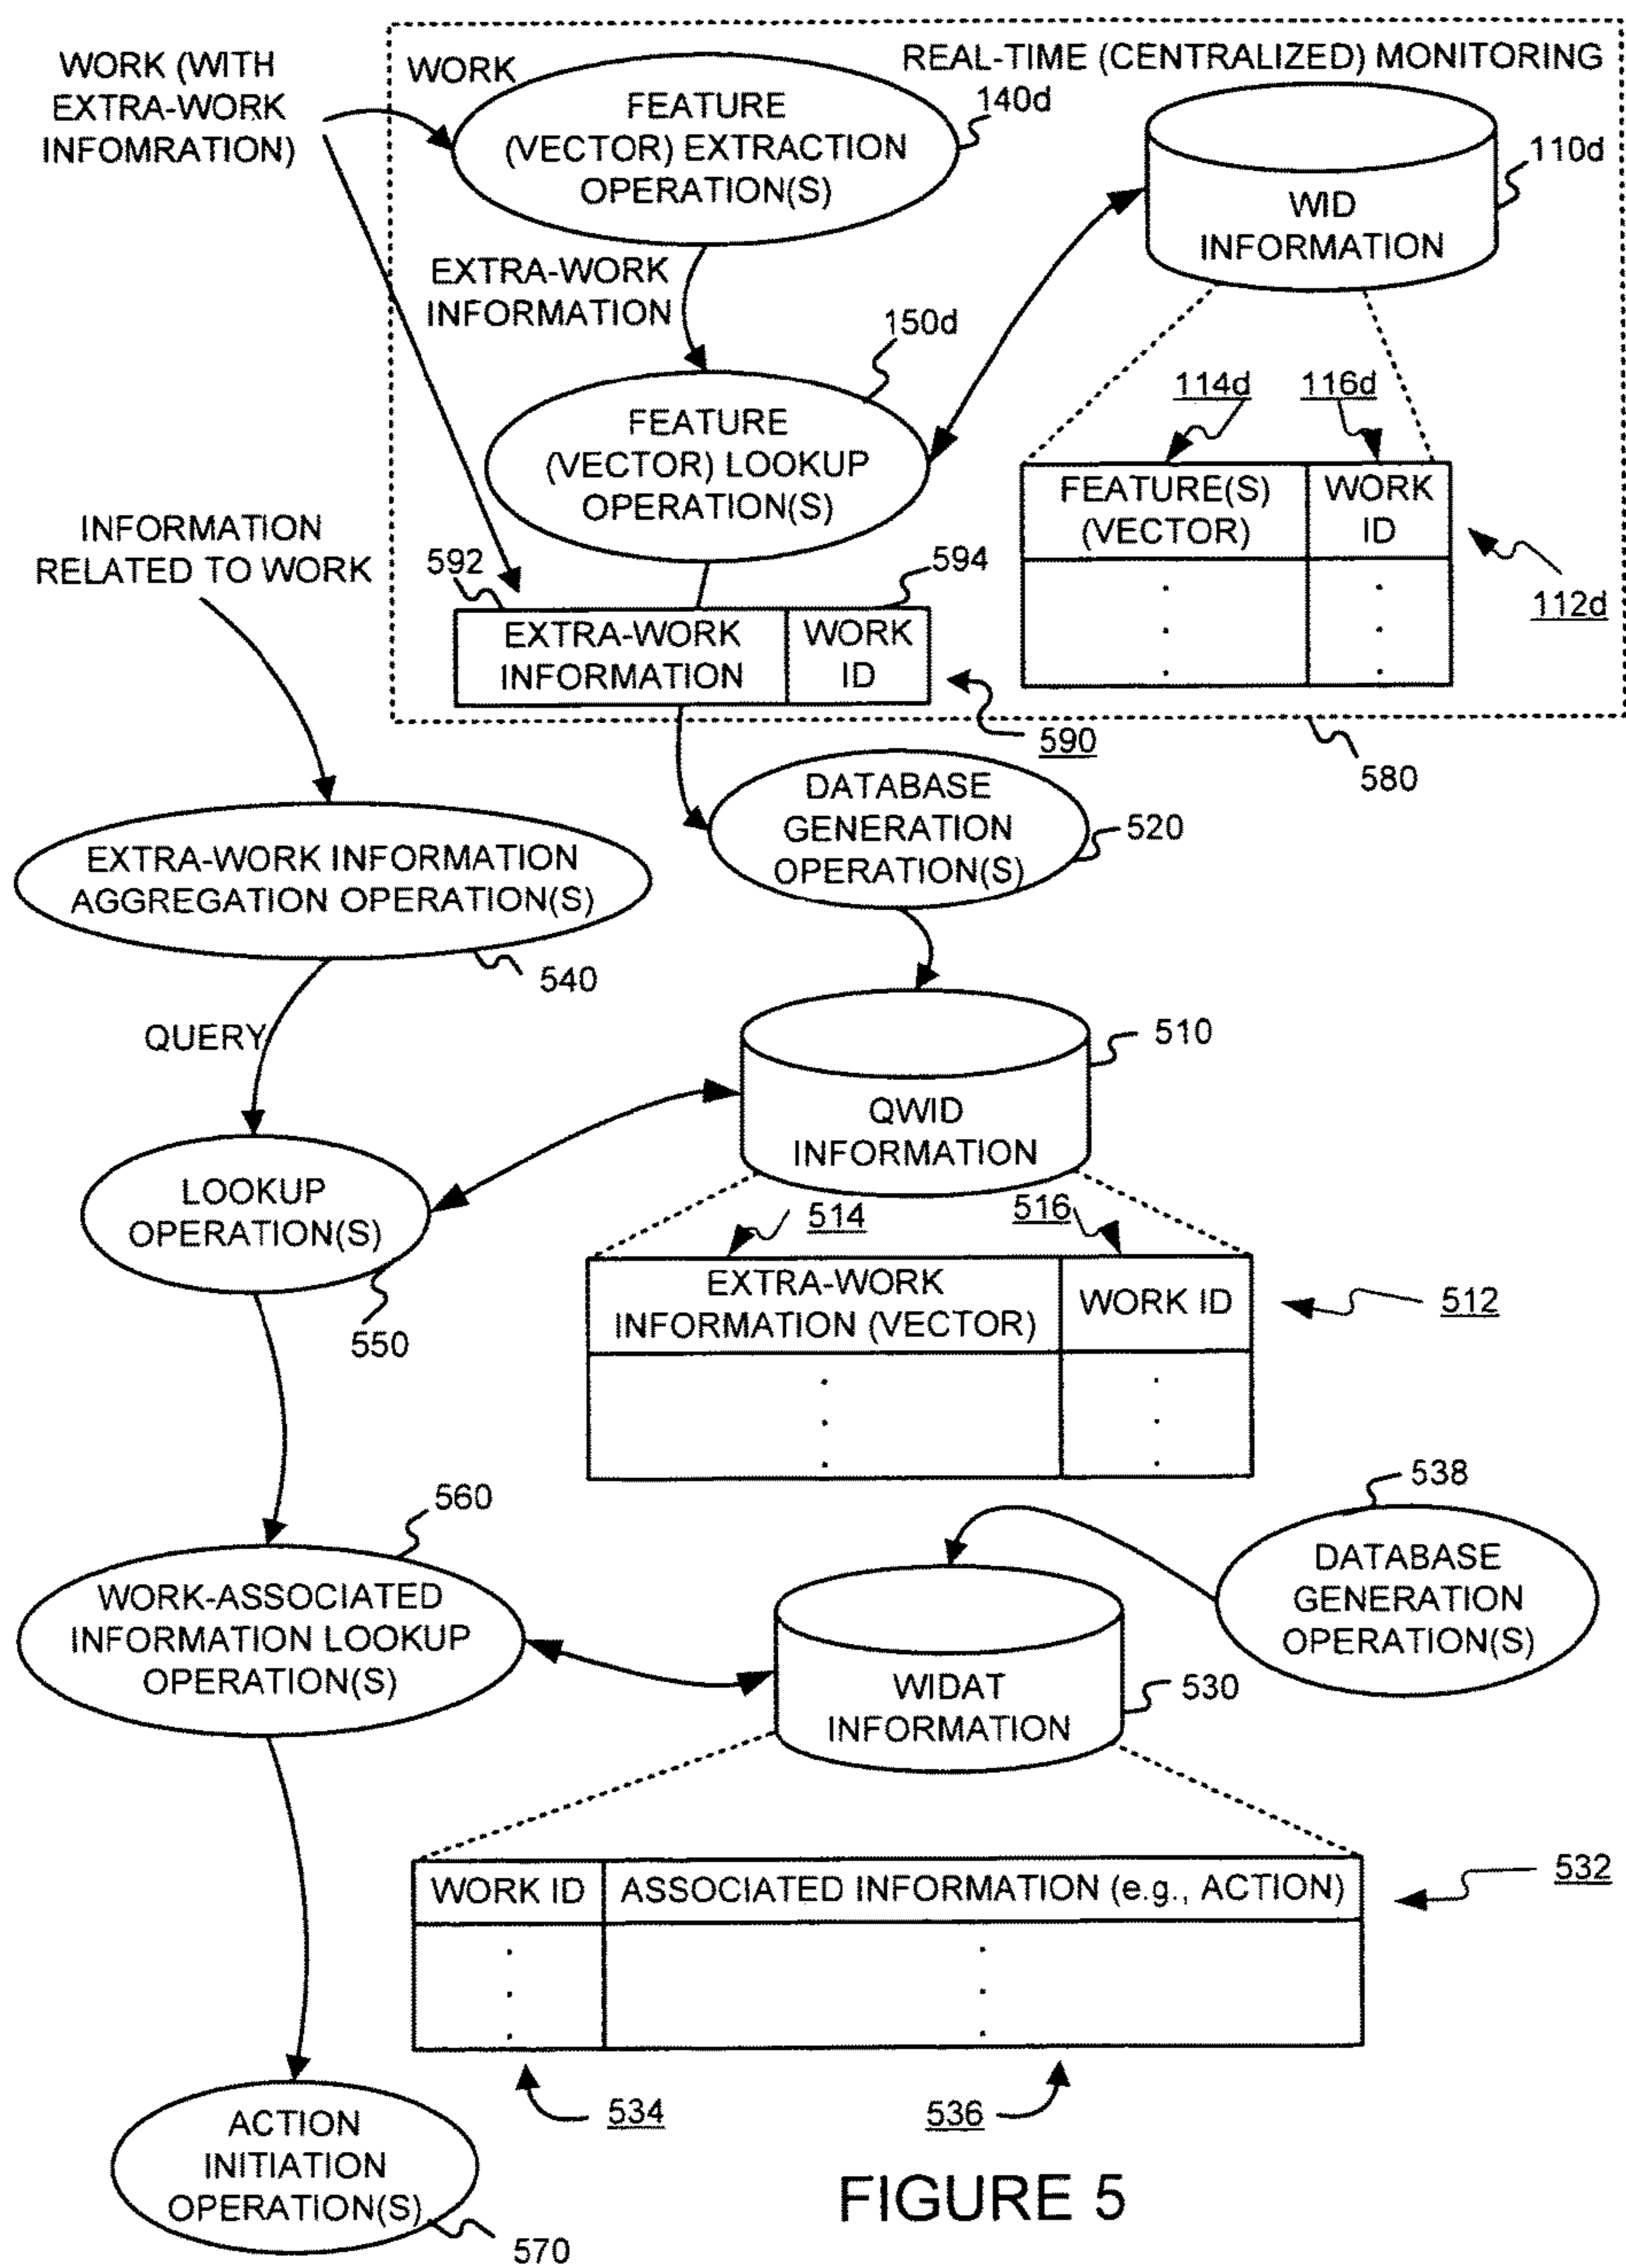 WORK (WITH
EXTRA-WORK
INFOMRATION)
WORK
REAL-TIME (CENTRALIZED) MONITORING
FEATURE
(VECTOR) EXTRACTION
OPERATION(S)
140d
WID
INFORMATION
110d
EXTRA-WORK
INFORMATION
150d
FEATURE
(VECTOR) LOOKUP
OPERATION(S)
114d
116d
FEATURE(S)
(VECTOR)
WORK
ID
112d
INFORMATION
RELATED TO WORK
592
594
EXTRA-WORK
INFORMATION
WORK
ID
590
580
DATABASE
GENERATION
OPERATION(S)
520
EXTRA-WORK INFORMATION
AGGREGATION OPERATION(S)
540
QUERY
510
QWID
INFORMATION
LOOKUP
OPERATION(S)
550
514
516
EXTRA-WORK
INFORMATION (VECTOR)
WORK ID
512
538
DATABASE
GENERATION
OPERATION(S)
560
WORK-ASSOCIATED
INFORMATION LOOKUP
OPERATION(S)
WIDAT
INFORMATION
530
WORK ID
ASSOCIATED INFORMATION (e.g., ACTION)
532
534
536
ACTION
INITIATION
OPERATION(S)
570
FIGURE 5